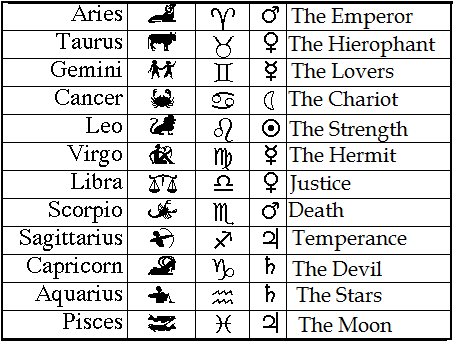 Aries ♈ ♂ The Emperor
Taurus ♉ ♀ The Hierophant
Gemini ♊ ☿ The Lovers
Cancer ♋ ☾ The Chariot
Leo ♌ ☉ The Strength
Virgo ♍ ☿ The Hermit
Libra ♎ ♀ Justice
Scorpio ♏ ♂ Death
Sagittarius ♐ ♃ Temperance
Capricorn ♑ ♄ The Devil
Aquarius ♒ ♄ The Stars
Pisces ♓ ♃ The Moon